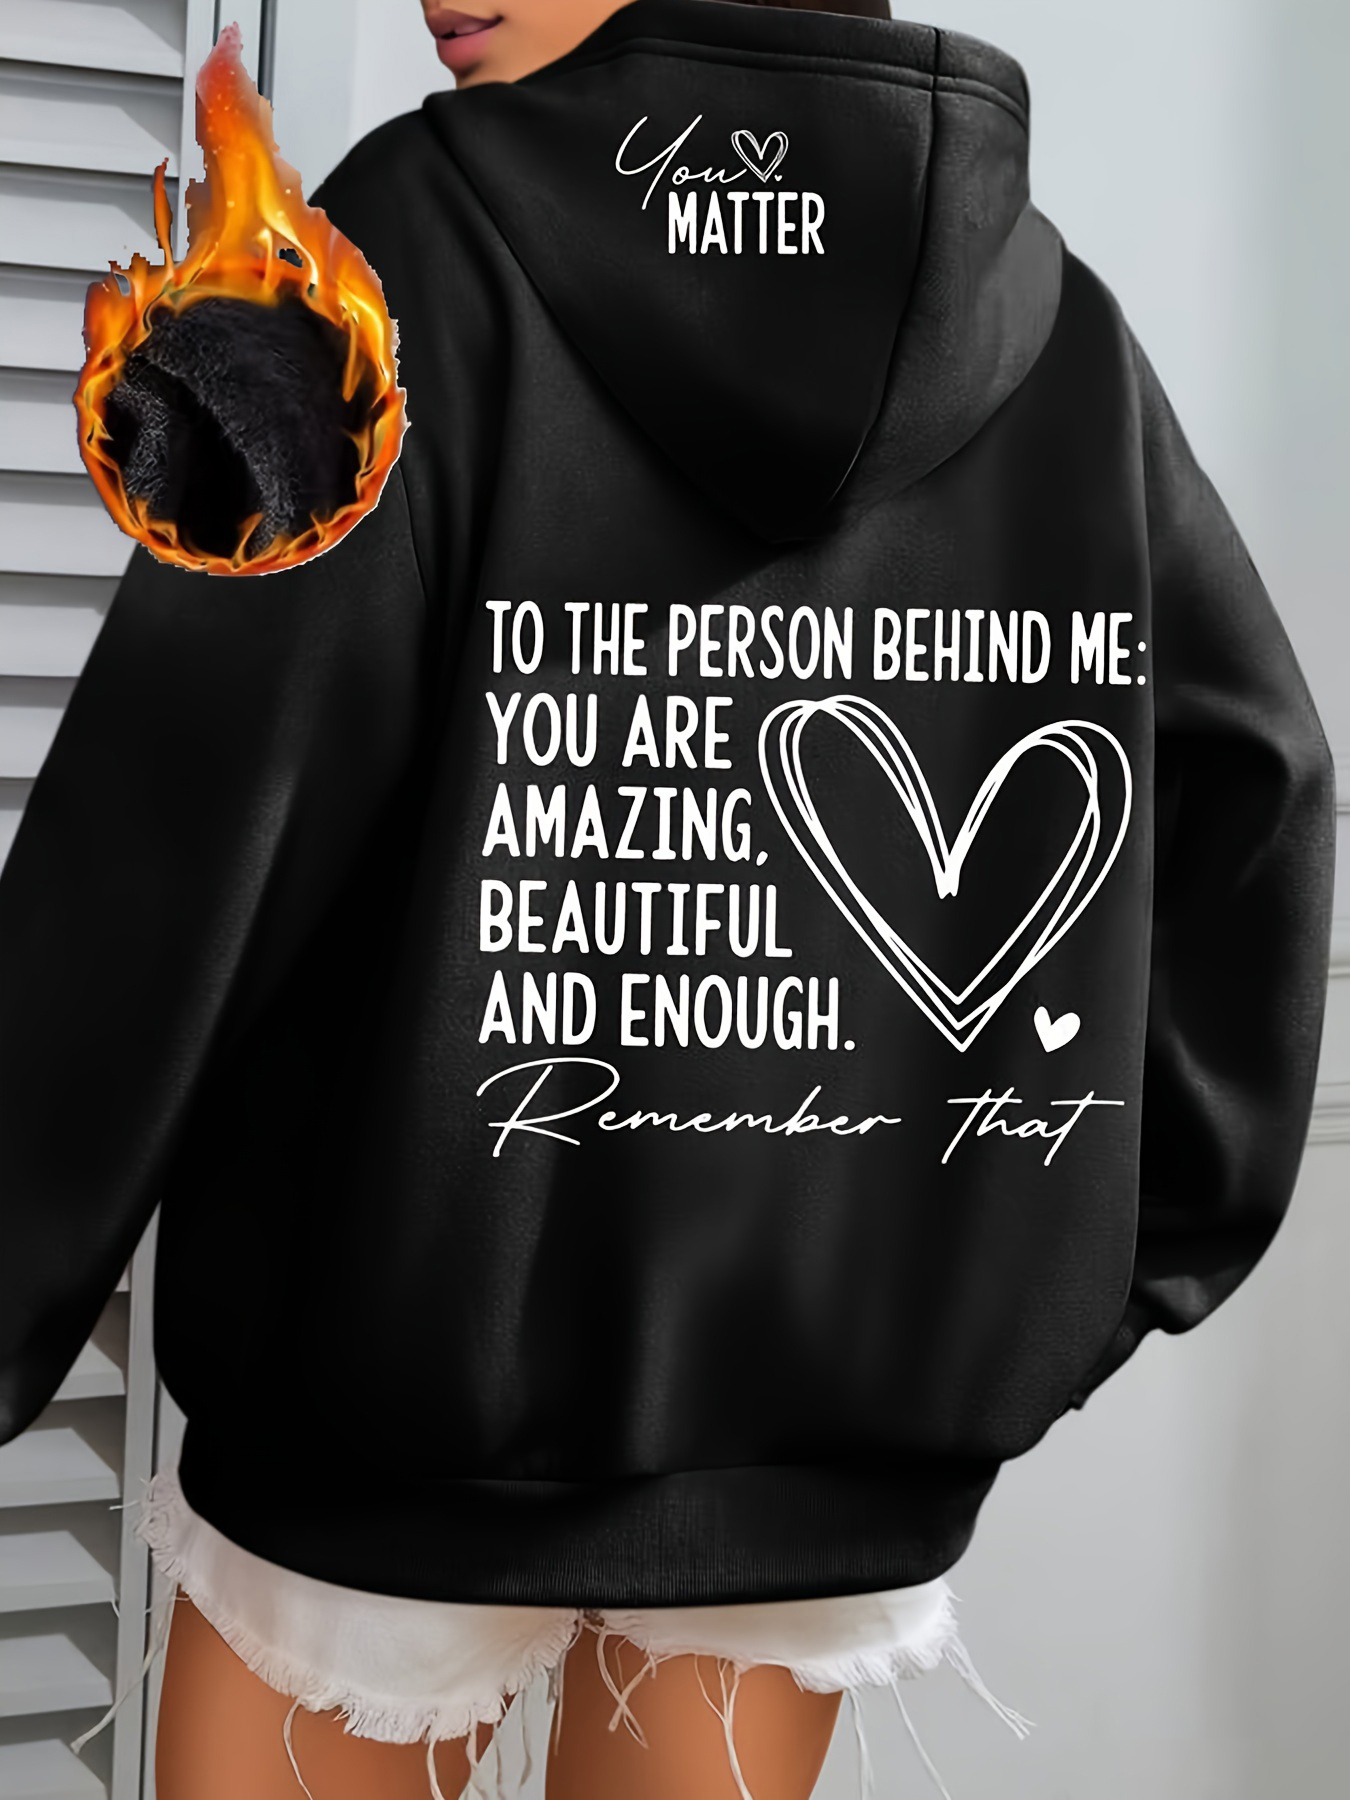 You
MATTER
TO THE PERSON BEHIND ME:
YOU ARE
AMAZING,
BEAUTIFUL
AND ENOUGH.
Remember that